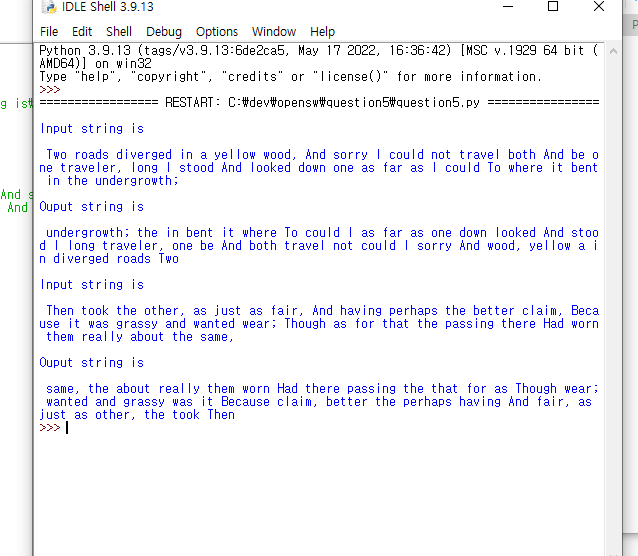 IDLE Shell 3.9.13
File Edit Shell Debug Options Window Help
Python 3.9.13 (tags/v3.9.13:6de2ca5, May 17 2022, 16:36:42) [MSC v.1929 64 bit (
AMD64)] on win32
Type "help", "copyright", "credits" or "license()" for more information.
>>>
================= RESTART: C:₩dev₩opensw₩question5₩question5.py ================
g is₩
Input string is
Two roads diverged in a yellow wood, And sorry I could not travel both And be o
ne traveler, long I stood And looked down one as far as I could To where it bent
in the undergrowth;
And s
And
Ouput string is
undergrowth; the in bent it where To could I as far as one down looked And stoo
d I long traveler, one be And both travel not could I sorry And wood, yellow a i
n diverged roads Two
Input string is
Then took the other, as just as fair, And having perhaps the better claim, Beca
use it was grassy and wanted wear; Though as for that the passing there Had worn
them really about the same,
Ouput string is
same, the about really them worn Had there passing the that for as Though wear;
wanted and grassy was it Because claim, better the perhaps having And fair, as
just as other, the took Then
>>>